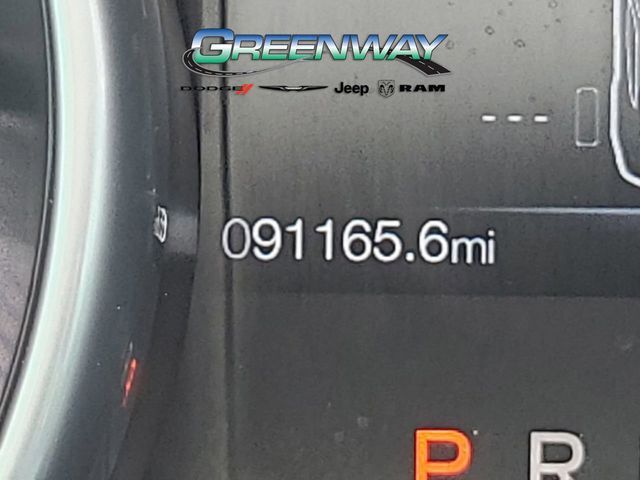 GREENWAY
DODGE Jeep RAM
---
091165.6mi
P R